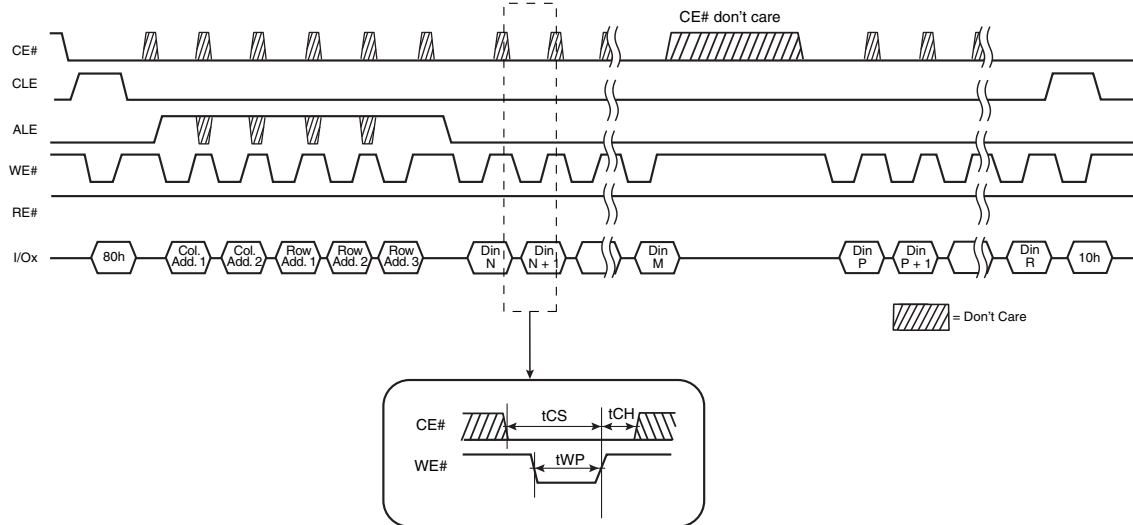 CE# don't care
CE#
CLE
ALE
WE#
RE#
I/Ox
80h
Col.
Add. 1
Col.
Add. 2
Row
Add. 1
Row
Add. 2
Row
Add. 3
Din
N
Din
N + 1
Din
M
Din
P
Din
P + 1
Din
R
10h
= Don't Care
CE#
tCS
tCH
WE#
tWP